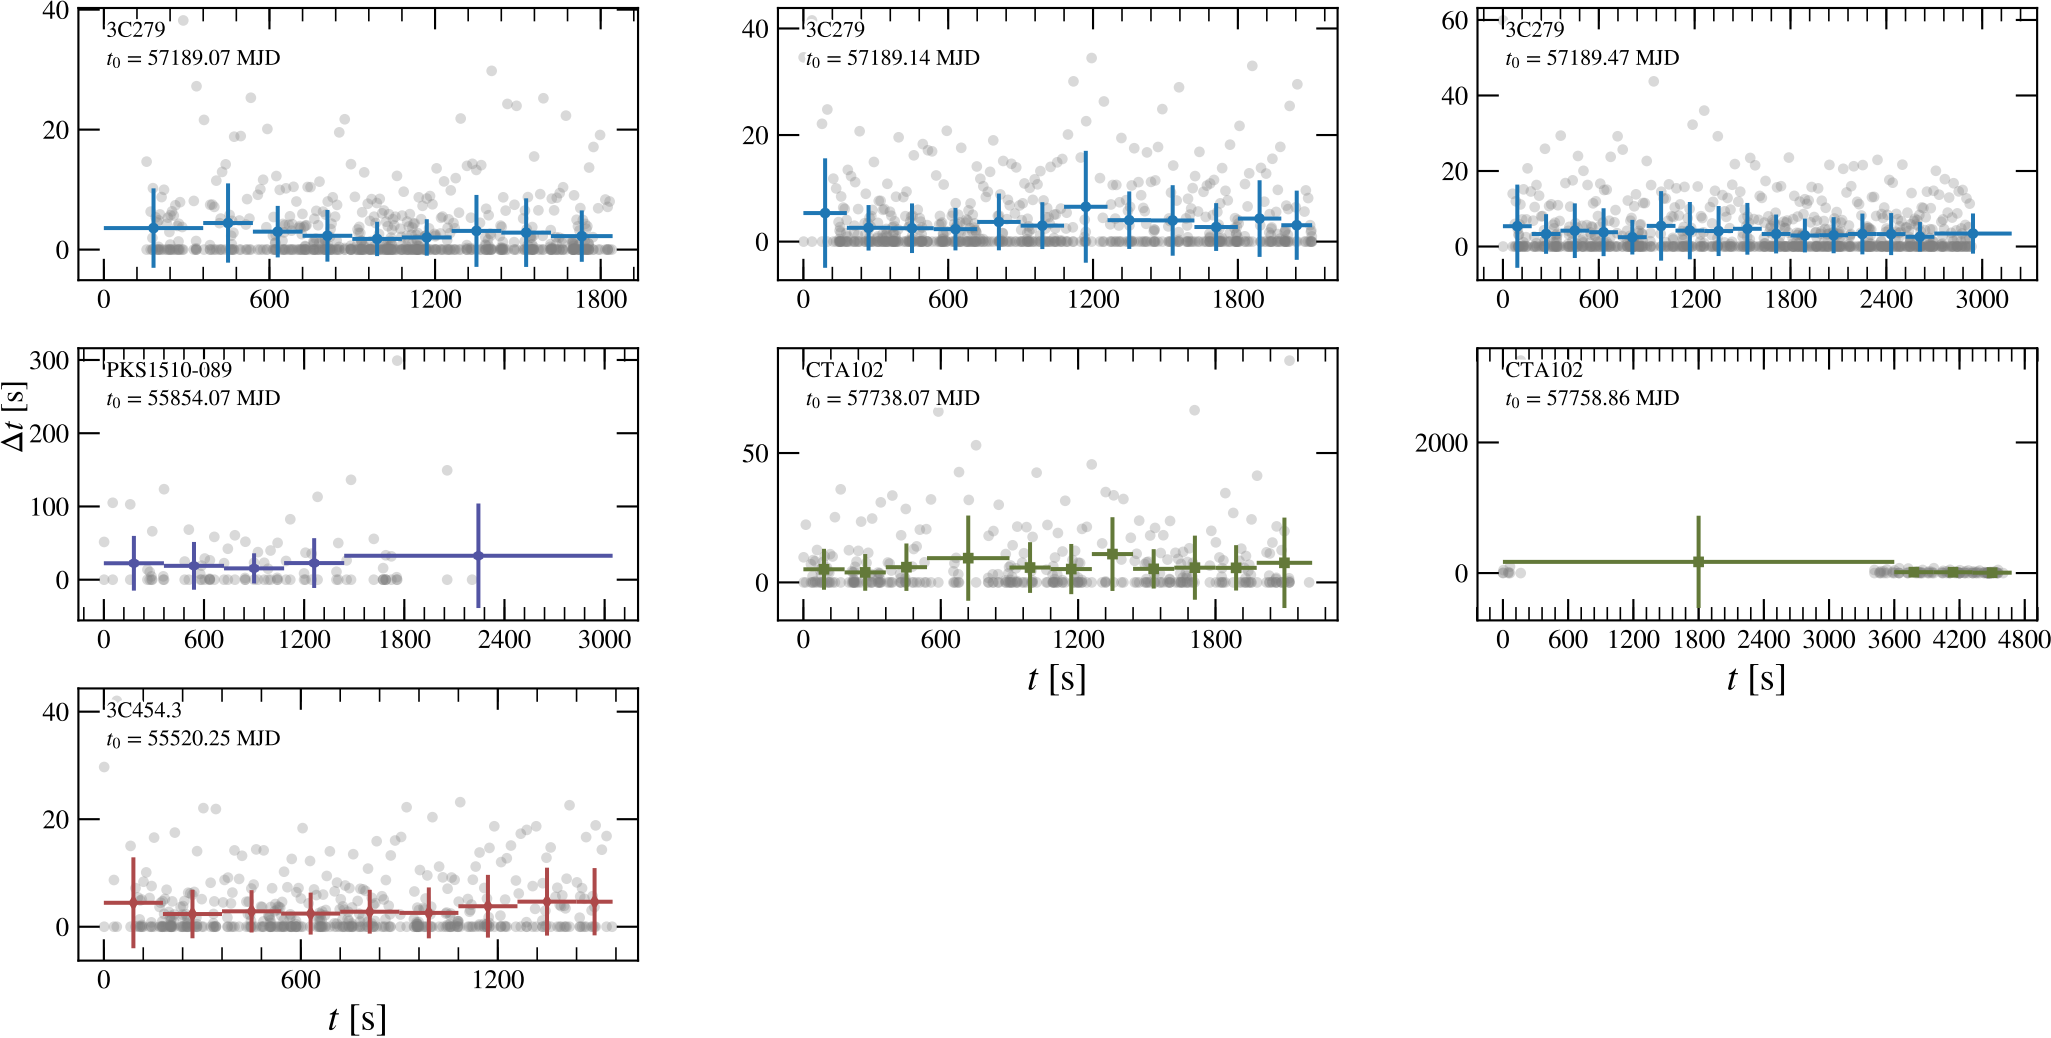 40
20
0
3C279
t₀ = 57189.07 MJD
0 600 1200 1800
40
20
0
3C279
t₀ = 57189.14 MJD
0 600 1200 1800
60
40
20
0
3C279
t₀ = 57189.47 MJD
0 600 1200 1800 2400 3000
Δt [s]
300
200
100
0
PKS1510-089
t₀ = 55854.07 MJD
0 600 1200 1800 2400 3000
50
0
CTA102
t₀ = 57738.07 MJD
0 600 1200 1800
t [s]
2000
0
CTA102
t₀ = 57758.86 MJD
0 600 1200 1800 2400 3000 3600 4200 4800
t [s]
40
20
0
3C454.3
t₀ = 55520.25 MJD
0 600 1200
t [s]